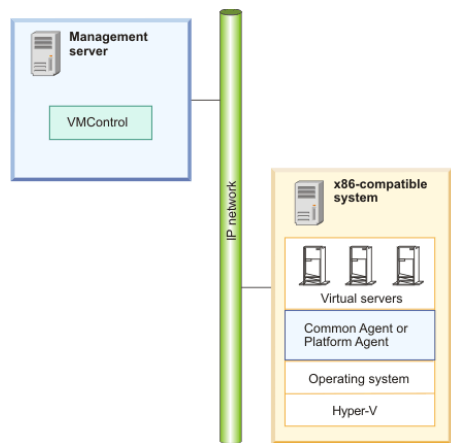 Management
server
VMControl
IP network
x86-compatible
system
Virtual servers
Common Agent or
Platform Agent
Operating system
Hyper-V